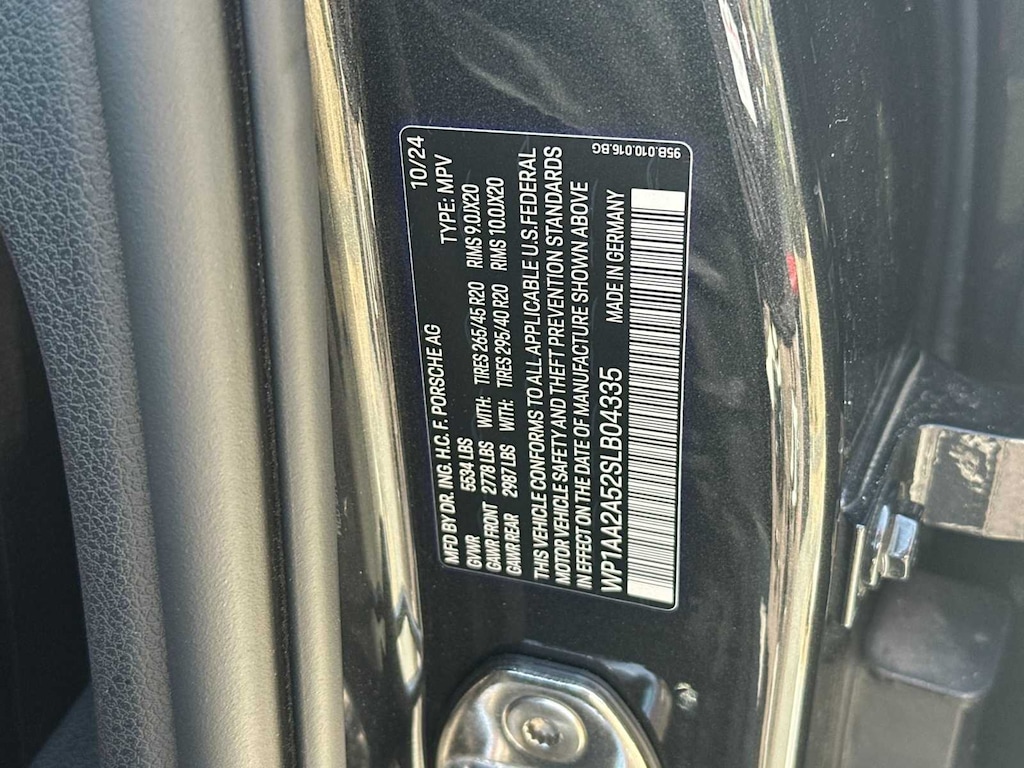 10/24
MFD BY DR. ING. H.C. F. PORSCHE AG TYPE: MPV
GVWR 5534 LBS
GAWR FRONT 2778 LBS WITH: TIRES 265/45 R20 RIMS 9.0JX20
GAWR REAR 2987 LBS WITH: TIRES 295/40 R20 RIMS 10.0JX20
THIS VEHICLE CONFORMS TO ALL APPLICABLE U.S. FEDERAL
MOTOR VEHICLE SAFETY AND THEFT PREVENTION STANDARDS
IN EFFECT ON THE DATE OF MANUFACTURE SHOWN ABOVE
WP1AA2A52SLB04335 MADE IN GERMANY
95B.010.016.BG